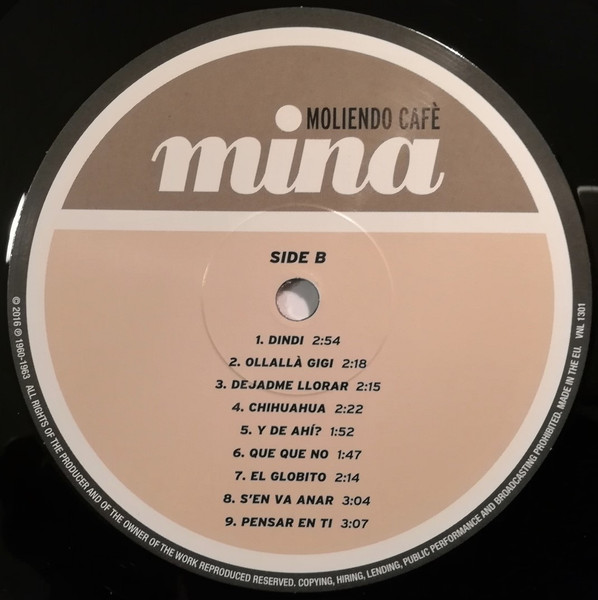 MOLIENDO CAFÈ
mina
SIDE B
1. DINDI 2:54
2. OLLALLÀ GIGI 2:18
3. DEJADME LLORAR 2:15
4. CHIHUAHUA 2:22
5. Y DE AHÍ? 1:52
6. QUE QUE NO 1:47
7. EL GLOBITO 2:14
8. S'EN VA ANAR 3:04
9. PENSAR EN TI 3:07
© 2016 ℗ 1960-1963 ALL RIGHTS OF THE PRODUCER AND OF THE OWNER OF THE WORK REPRODUCED RESERVED. COPYING, HIRING, LENDING, PUBLIC PERFORMANCE AND BROADCASTING PROHIBITED. MADE IN THE EU. VNL 1301